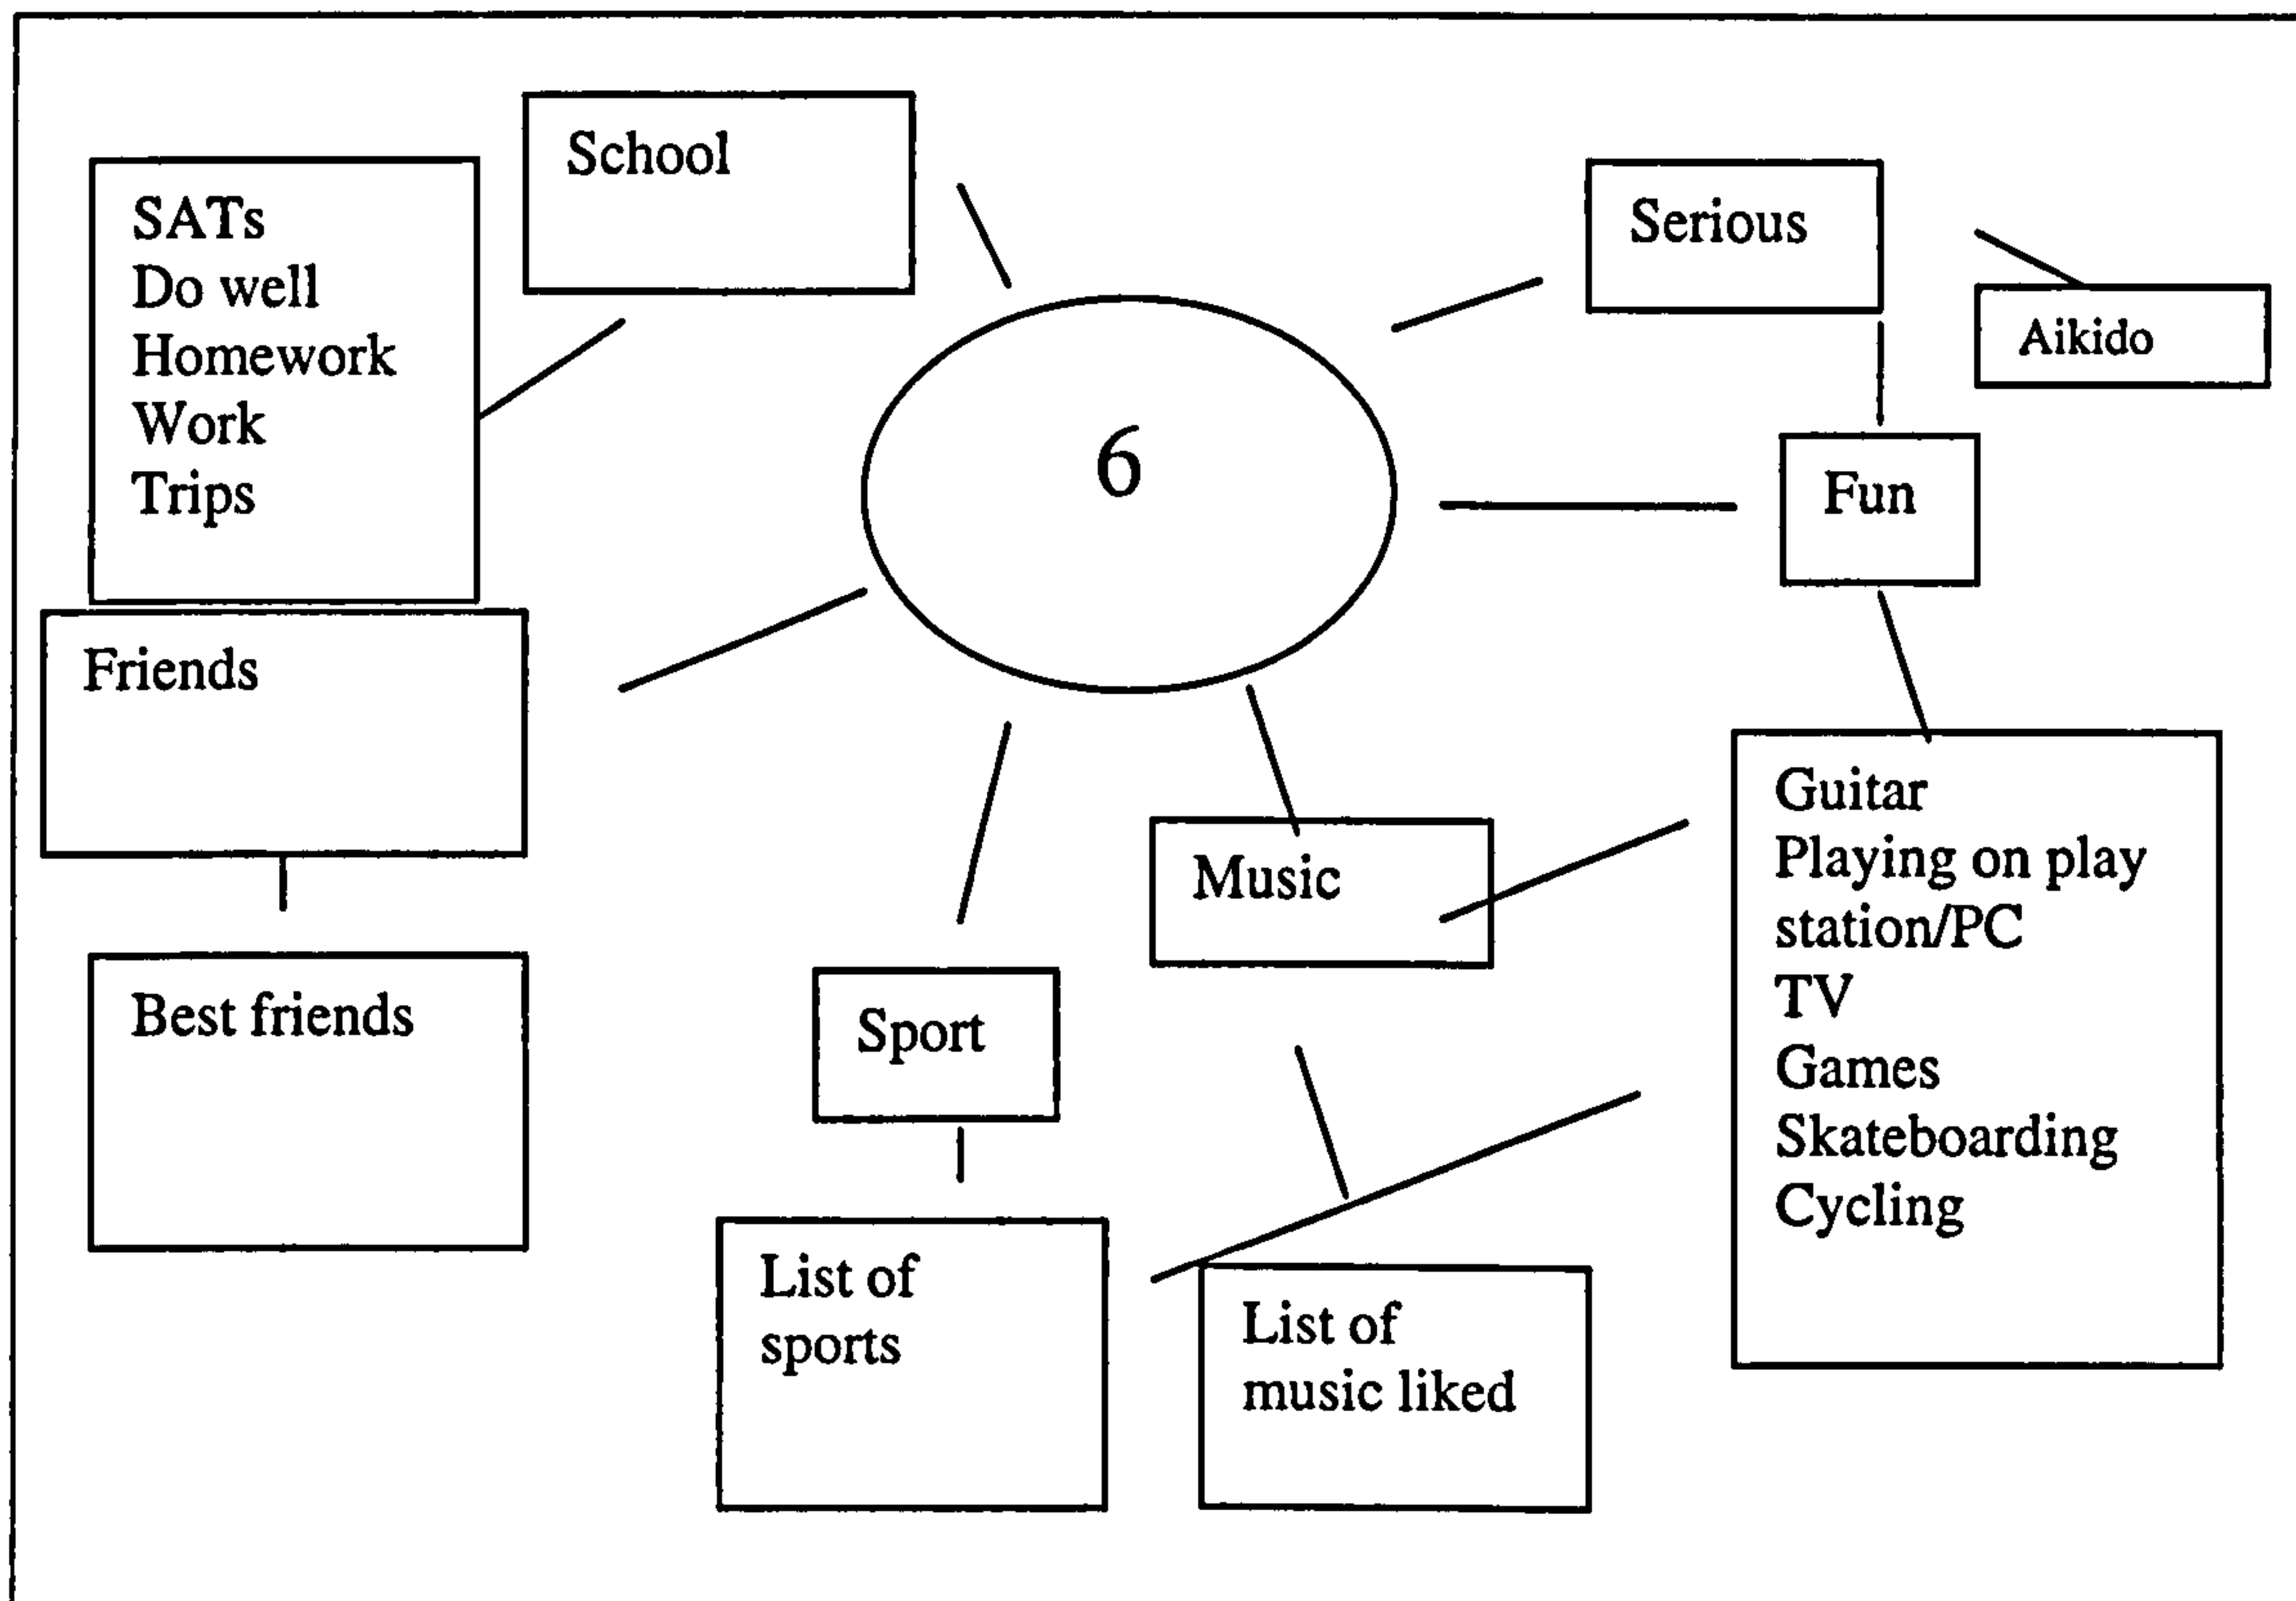 School
SATs
Do well
Homework
Work
Trips
Serious
Aikido
6
Fun
Friends
Guitar
Playing on play
station/PC
TV
Games
Skateboarding
Cycling
Music
Best friends
Sport
List of
sports
List of
music liked